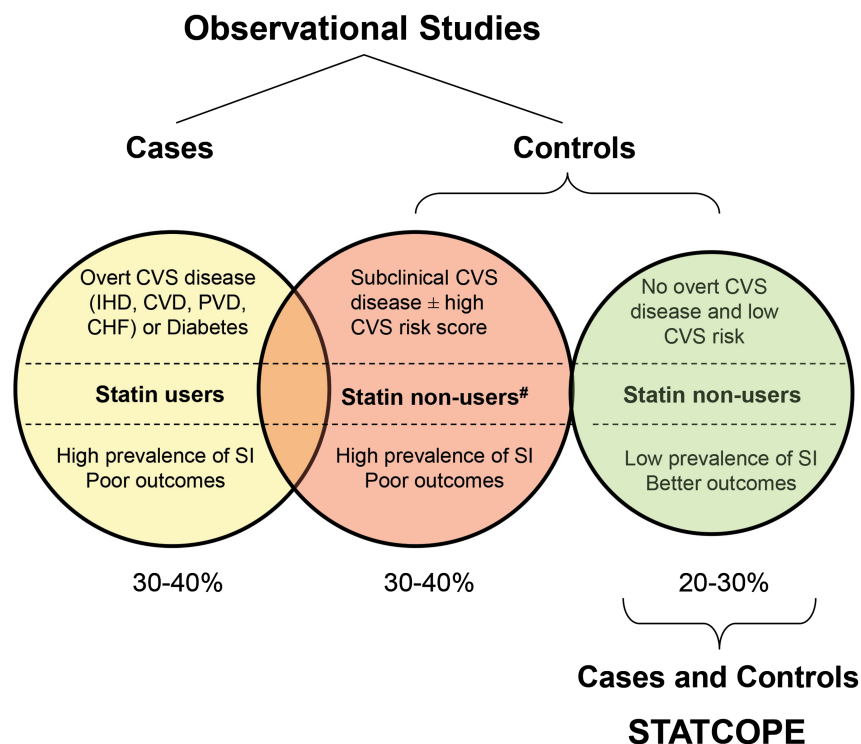 Observational Studies
Cases
Controls
Overt CVS disease
(IHD, CVD, PVD,
CHF) or Diabetes
Statin users
High prevalence of SI
Poor outcomes
30-40%
Subclinical CVS
disease ± high
CVS risk score
Statin non-users#
High prevalence of SI
Poor outcomes
30-40%
No overt CVS
disease and low
CVS risk
Statin non-users
Low prevalence of SI
Better outcomes
20-30%
Cases and Controls
STATCOPE